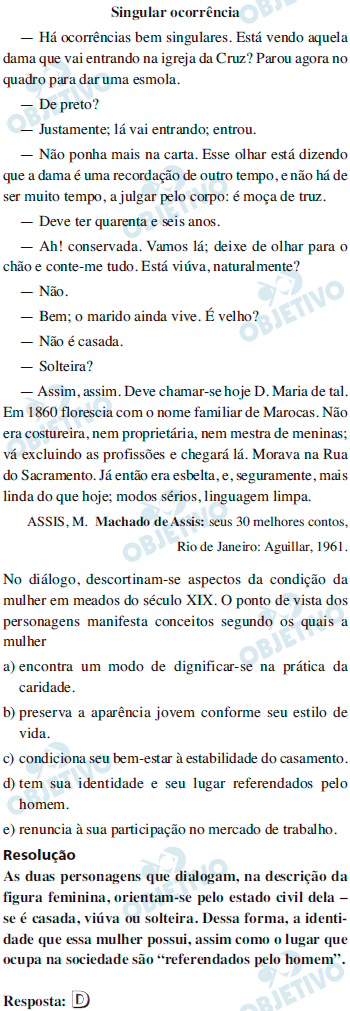 Singular ocorrência
— Há ocorrências bem singulares. Está vendo aquela
dama que vai entrando na igreja da Cruz? Parou agora no
quadro para dar uma esmola.
— De preto?
— Justamente; lá vai entrando; entrou.
— Não ponha mais na carta. Esse olhar está dizendo
que a dama é uma recordação de outro tempo, e não há de
ser muito tempo, a julgar pelo corpo: é moça de truz.
— Deve ter quarenta e seis anos.
— Ah! conservada. Vamos lá; deixe de olhar para o
chão e conte-me tudo. Está viúva, naturalmente?
— Não.
— Bem; o marido ainda vive. É velho?
— Não é casada.
— Solteira?
— Assim, assim. Deve chamar-se hoje D. Maria de tal.
Em 1860 florescia com o nome familiar de Marocas. Não
era costureira, nem proprietária, nem mestra de meninas;
vá excluindo as profissões e chegará lá. Morava na Rua
do Sacramento. Já então era esbelta, e, seguramente, mais
linda do que hoje; modos sérios, linguagem limpa.
ASSIS, M. Machado de Assis: seus 30 melhores contos,
Rio de Janeiro: Aguillar, 1961.
No diálogo, descortinam-se aspectos da condição da
mulher em meados do século XIX. O ponto de vista dos
personagens manifesta conceitos segundo os quais a
mulher
a) encontra um modo de dignificar-se na prática da
caridade.
b) preserva a aparência jovem conforme seu estilo de
vida.
c) condiciona seu bem-estar à estabilidade do casamento.
d) tem sua identidade e seu lugar referendados pelo
homem.
e) renuncia à sua participação no mercado de trabalho.
Resolução
As duas personagens que dialogam, na descrição da
figura feminina, orientam-se pelo estado civil dela –
se é casada, viúva ou solteira. Dessa forma, a identi-
dade que essa mulher possui, assim como o lugar que
ocupa na sociedade são “referendados pelo homem”.
Resposta: D